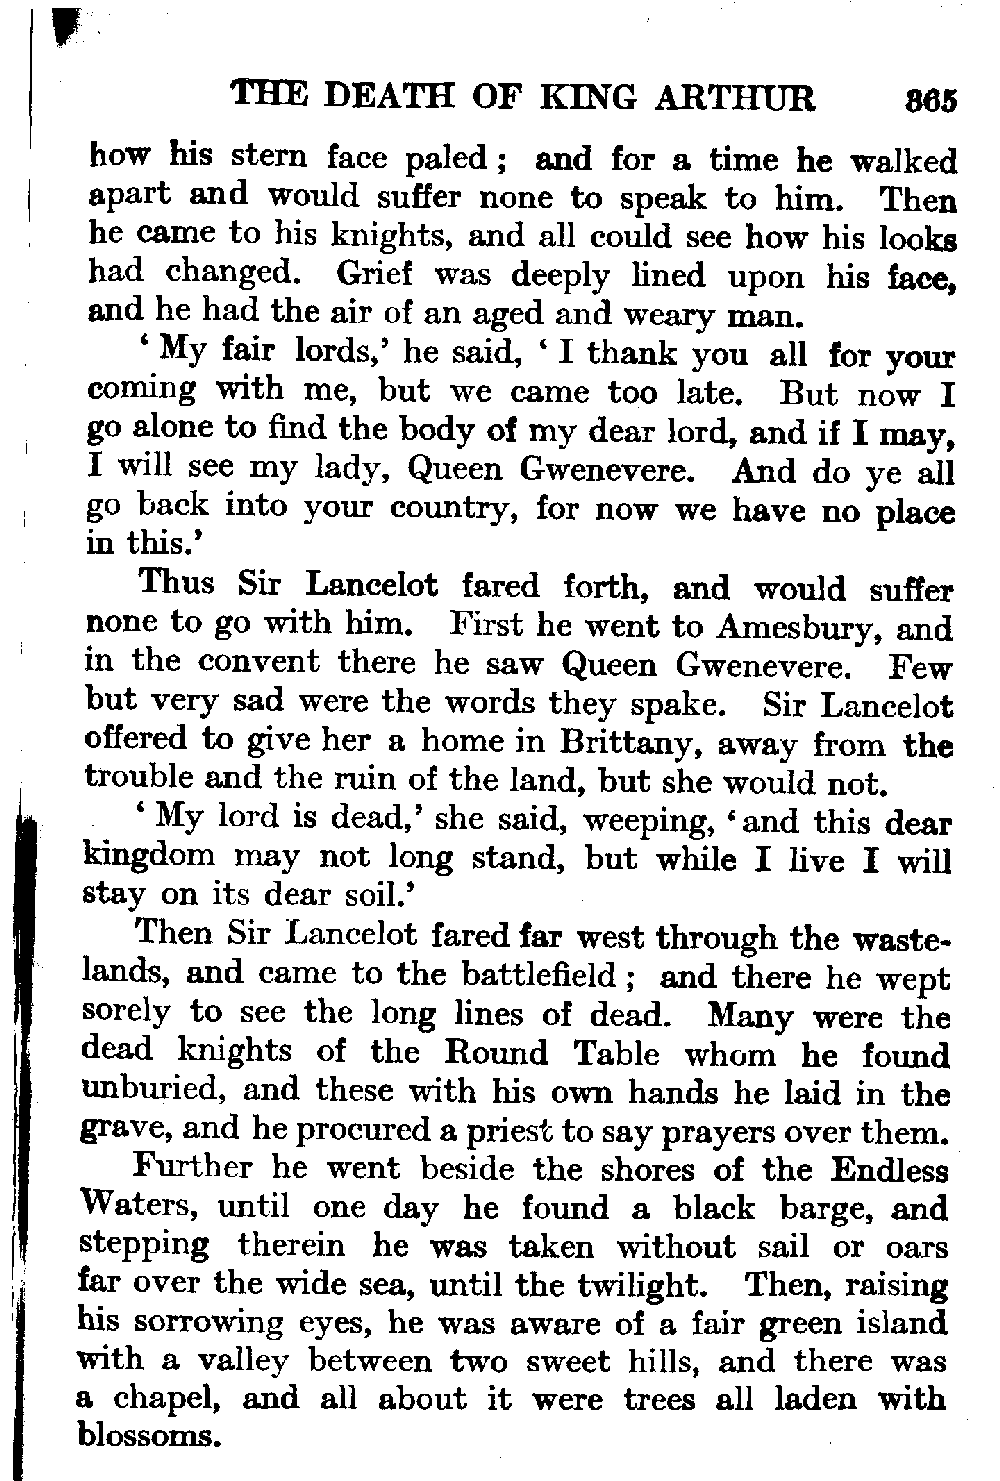 THE DEATH OF KING ARTHUR 365
how his stern face paled ; and for a time he walked
apart and would suffer none to speak to him. Then
he came to his knights, and all could see how his looks
had changed. Grief was deeply lined upon his face,
and he had the air of an aged and weary man.
‘ My fair lords,’ he said, ‘ I thank you all for your
coming with me, but we came too late. But now I
go alone to find the body of my dear lord, and if I may,
I will see my lady, Queen Gwenevere. And do ye all
go back into your country, for now we have no place
in this.’
Thus Sir Lancelot fared forth, and would suffer
none to go with him. First he went to Amesbury, and
in the convent there he saw Queen Gwenevere. Few
but very sad were the words they spake. Sir Lancelot
offered to give her a home in Brittany, away from the
trouble and the ruin of the land, but she would not.
‘ My lord is dead,’ she said, weeping, ‘ and this dear
kingdom may not long stand, but while I live I will
stay on its dear soil.’
Then Sir Lancelot fared far west through the waste-
lands, and came to the battlefield ; and there he wept
sorely to see the long lines of dead. Many were the
dead knights of the Round Table whom he found
unburied, and these with his own hands he laid in the
grave, and he procured a priest to say prayers over them.
Further he went beside the shores of the Endless
Waters, until one day he found a black barge, and
stepping therein he was taken without sail or oars
far over the wide sea, until the twilight. Then, raising
his sorrowing eyes, he was aware of a fair green island
with a valley between two sweet hills, and there was
a chapel, and all about it were trees all laden with
blossoms.